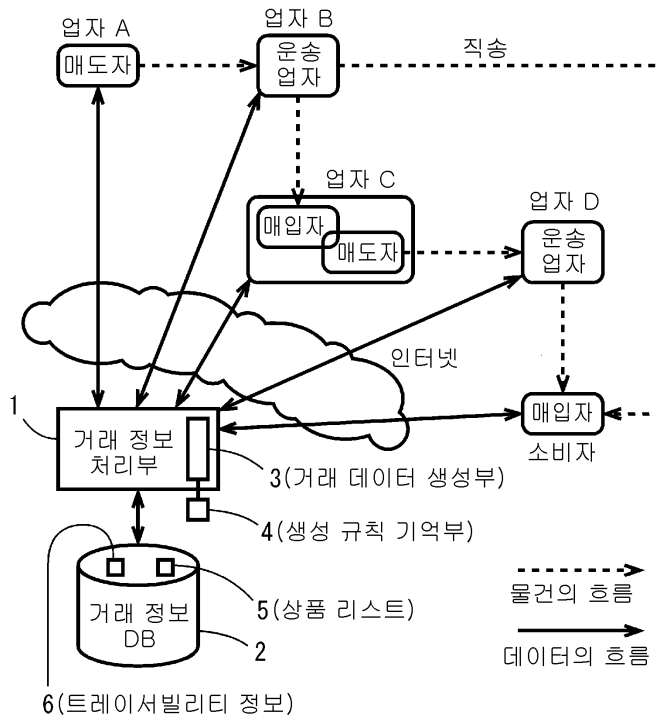 업자 A
업자 B
매도자
운송
업자
직송
업자 C
매입자
매도자
업자 D
운송
업자
인터넷
1
거래 정보
처리부
매입자
소비자
3(거래 데이터 생성부)
4(생성 규칙 기억부)
거래 정보
DB
5(상품 리스트)
2
6(트레이서빌리티 정보)
물건의 흐름
데이터의 흐름